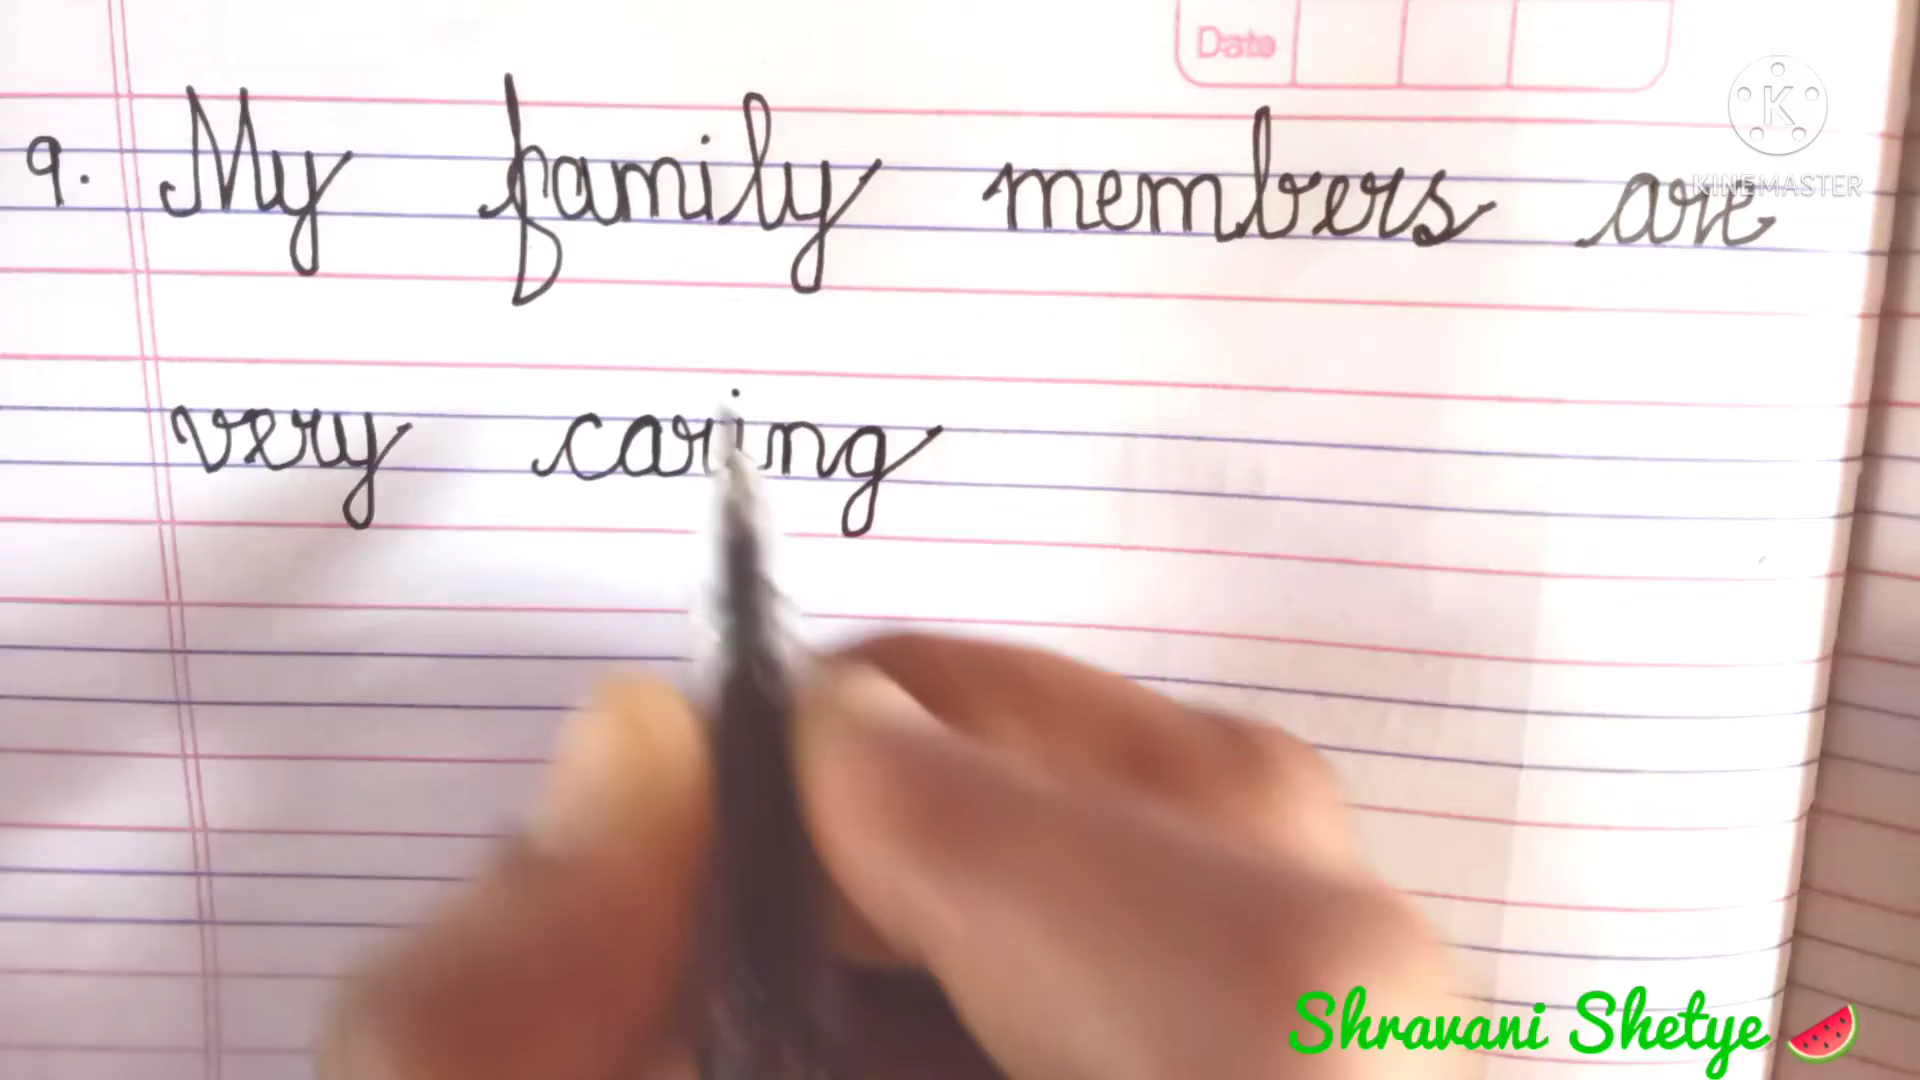 Date
K
KINEMASTER
9. My family members are
very caring
Shravani Shetye